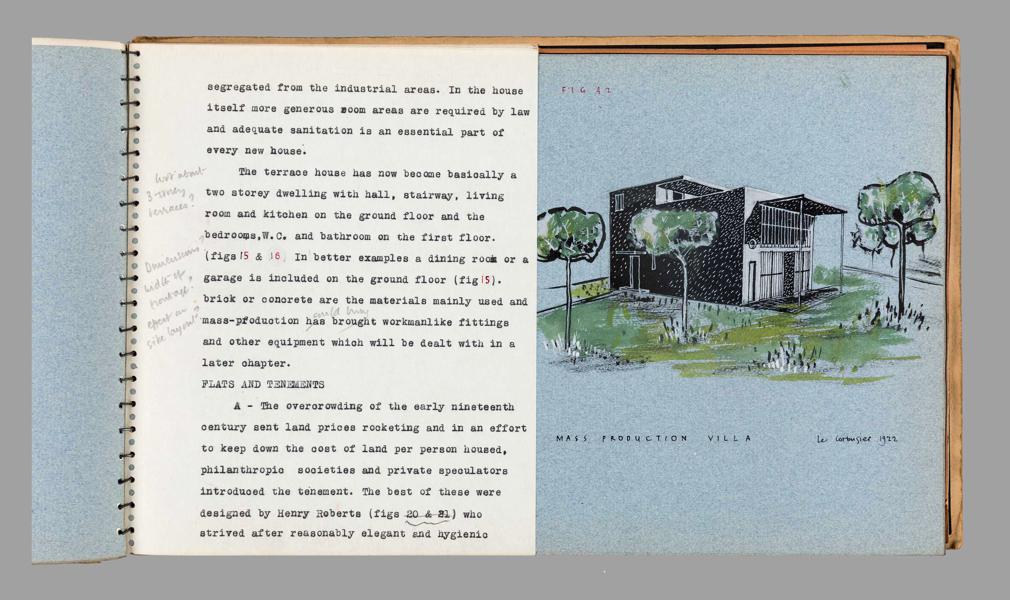 segregated from the industrial areas. In the house
itself more generous room areas are required by law
and adequate sanitation is an essential part of
every new house.
The terrace house has now become basically a
two storey dwelling with hall, stairway, living
room and kitchen on the ground floor and the
bedrooms,W.C. and bathroom on the first floor.
(figs 15 & 16) In better examples a dining room or a
garage is included on the ground floor (fig 15).
brick or concrete are the materials mainly used and
could bring
mass-production has brought workmanlike fittings
and other equipment which will be dealt with in a
later chapter.
FLATS AND TENEMENTS
A - The overcrowding of the early nineteenth
century sent land prices rocketing and in an effort
to keep down the cost of land per person housed,
philanthropic societies and private speculators
introduced the tenement. The best of these were
designed by Henry Roberts (figs 20 & 21) who
strived after reasonably elegant and hygienic
What about
3-storey
terraces?
Dimensions?
width of
frontage?
effect on
site layout?
FIG 32
MASS PRODUCTION VILLA
Le Corbusier 1922